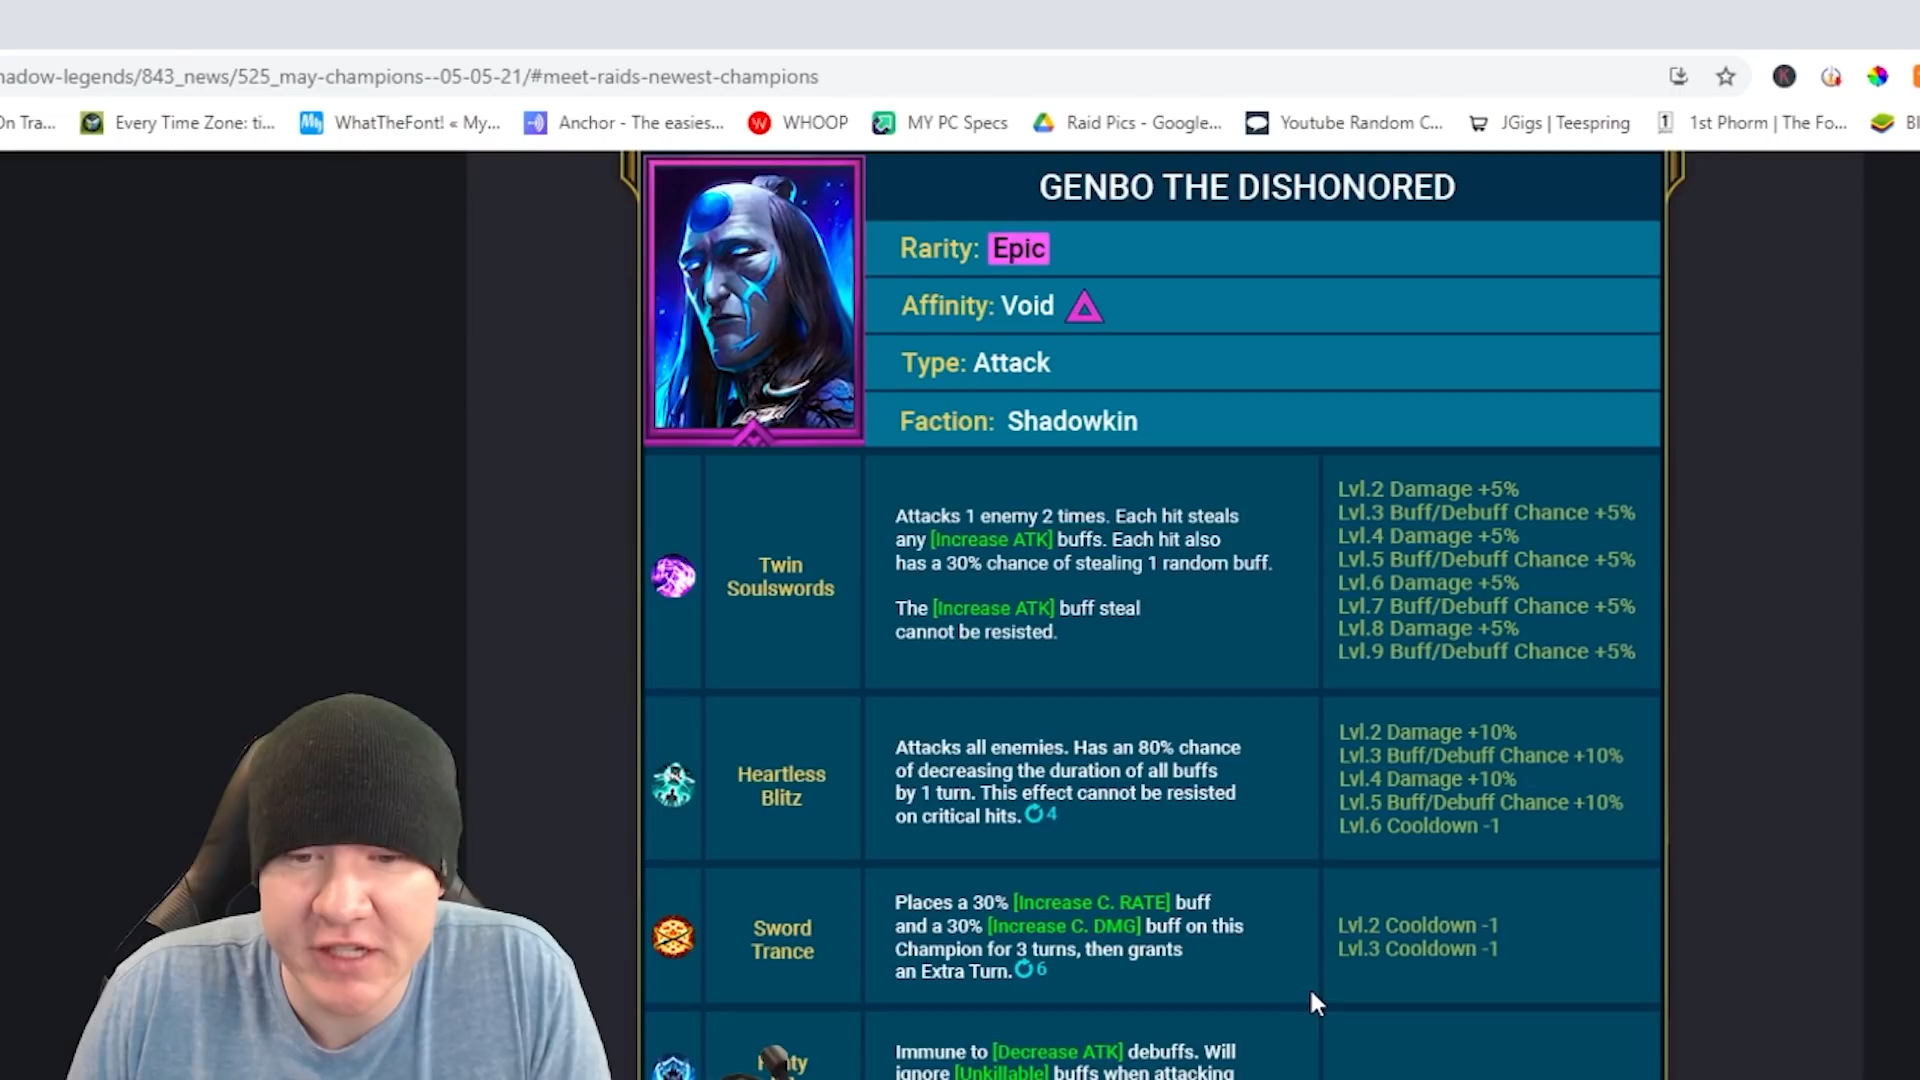 hadow-legends/843_news/525_may-champions--05-05-21/#meet-raids-newest-champions
On Tra...
Every Time Zone: ti...
WhatTheFont! « My...
Anchor - The easies...
WHOOP
MY PC Specs
Raid Pics - Google...
Youtube Random C...
JGigs | Teespring
1st Phorm | The Fo...
GENBO THE DISHONORED
Rarity: Epic
Affinity: Void
Type: Attack
Faction: Shadowkin
Twin
Soulswords
Attacks 1 enemy 2 times. Each hit steals
any [Increase ATK] buffs. Each hit also
has a 30% chance of stealing 1 random buff.
The [Increase ATK] buff steal
cannot be resisted.
Lvl.2 Damage +5%
Lvl.3 Buff/Debuff Chance +5%
Lvl.4 Damage +5%
Lvl.5 Buff/Debuff Chance +5%
Lvl.6 Damage +5%
Lvl.7 Buff/Debuff Chance +5%
Lvl.8 Damage +5%
Lvl.9 Buff/Debuff Chance +5%
Heartless
Blitz
Attacks all enemies. Has an 80% chance
of decreasing the duration of all buffs
by 1 turn. This effect cannot be resisted
on critical hits. 4
Lvl.2 Damage +10%
Lvl.3 Buff/Debuff Chance +10%
Lvl.4 Damage +10%
Lvl.5 Buff/Debuff Chance +10%
Lvl.6 Cooldown -1
Sword
Trance
Places a 30% [Increase C. RATE] buff
and a 30% [Increase C. DMG] buff on this
Champion for 3 turns, then grants
an Extra Turn. 6
Lvl.2 Cooldown -1
Lvl.3 Cooldown -1
Immune to [Decrease ATK] debuffs. Will
ignore [Unkillable] buffs when attacking